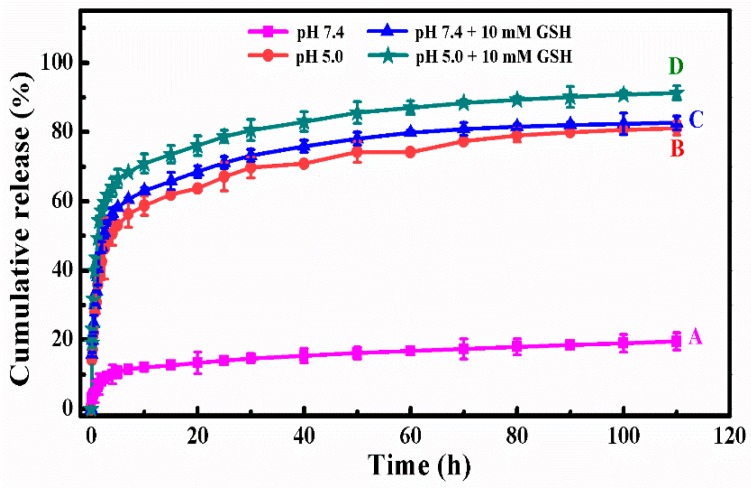 pH 7.4
pH 7.4 + 10 mM GSH
pH 5.0
pH 5.0 + 10 mM GSH
D
C
B
A
Cumulative release (%)
100
80
60
40
20
0
0 20 40 60 80 100 120
Time (h)